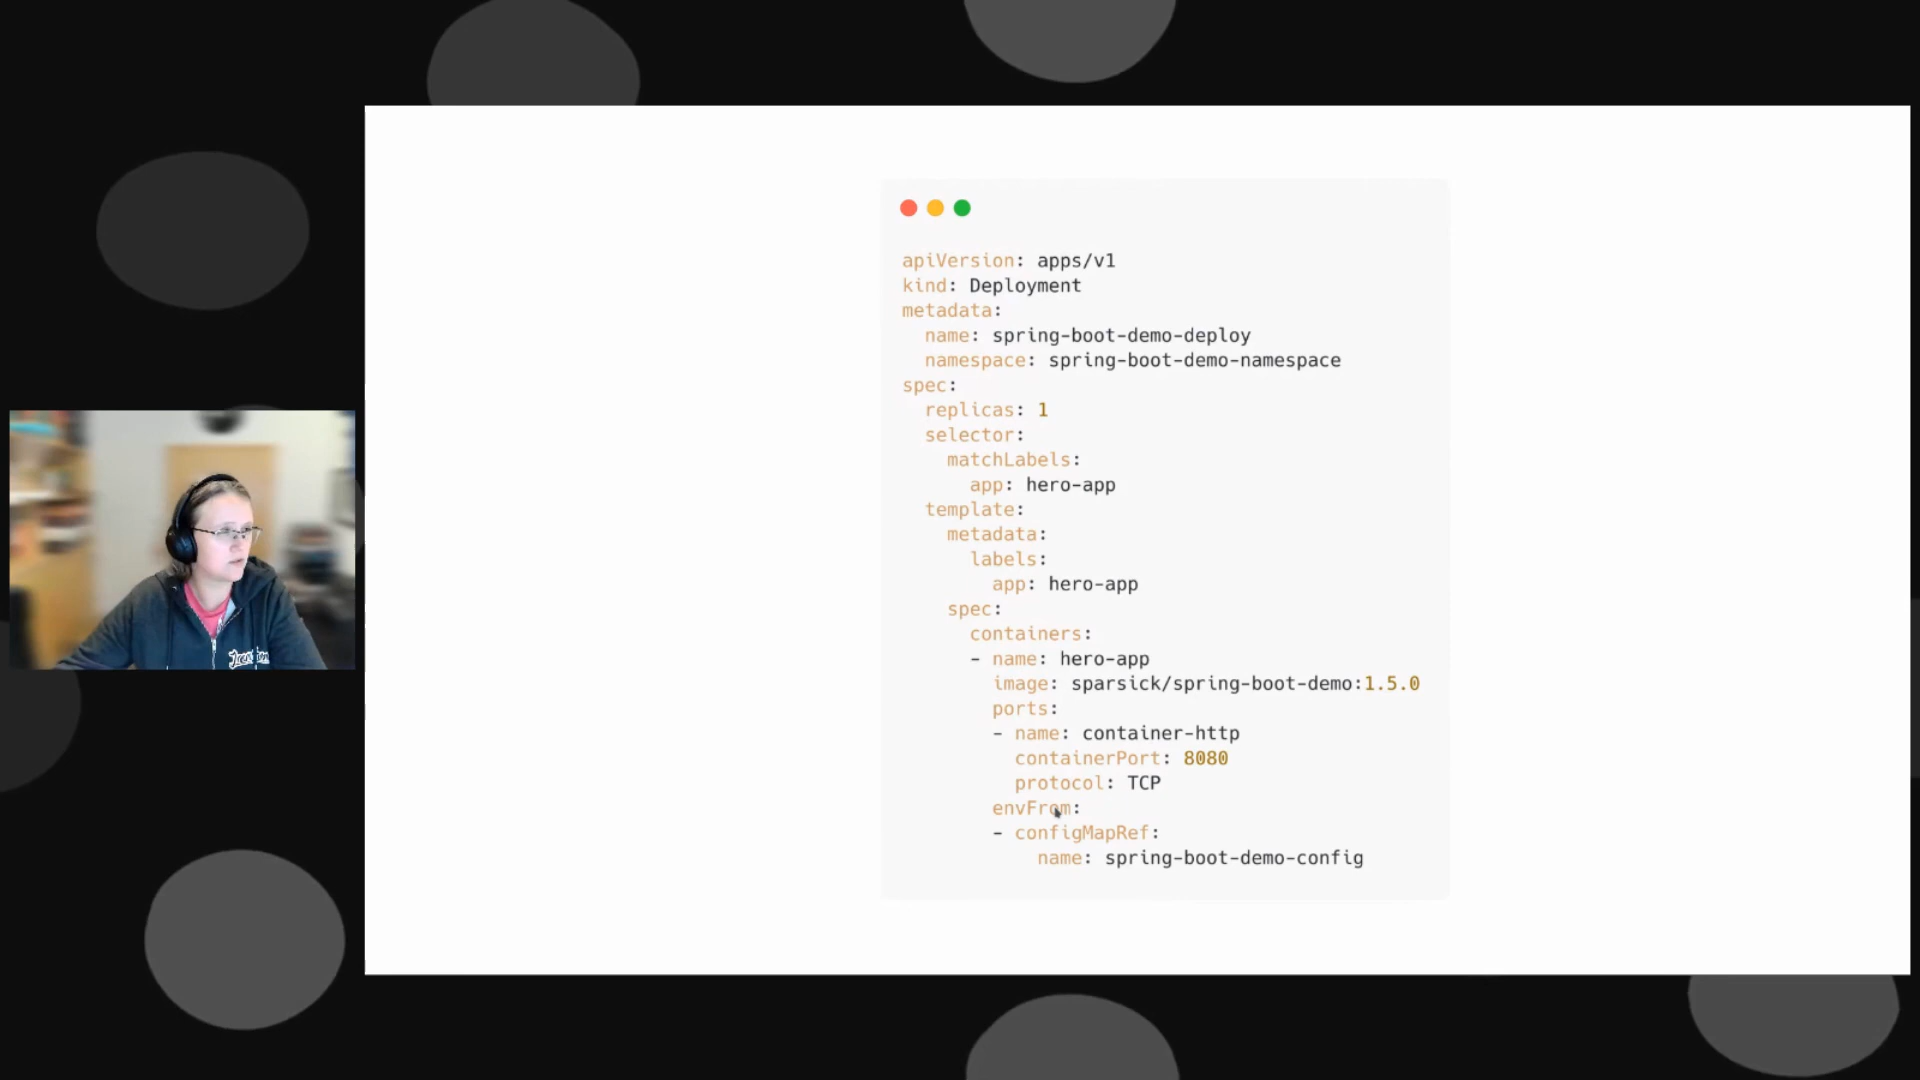 apiVersion: apps/v1
kind: Deployment
metadata:
  name: spring-boot-demo-deploy
  namespace: spring-boot-demo-namespace
spec:
  replicas: 1
  selector:
    matchLabels:
      app: hero-app
  template:
    metadata:
      labels:
        app: hero-app
    spec:
      containers:
      - name: hero-app
        image: sparsick/spring-boot-demo:1.5.0
        ports:
        - name: container-http
          containerPort: 8080
          protocol: TCP
        envFrom:
        - configMapRef:
            name: spring-boot-demo-config